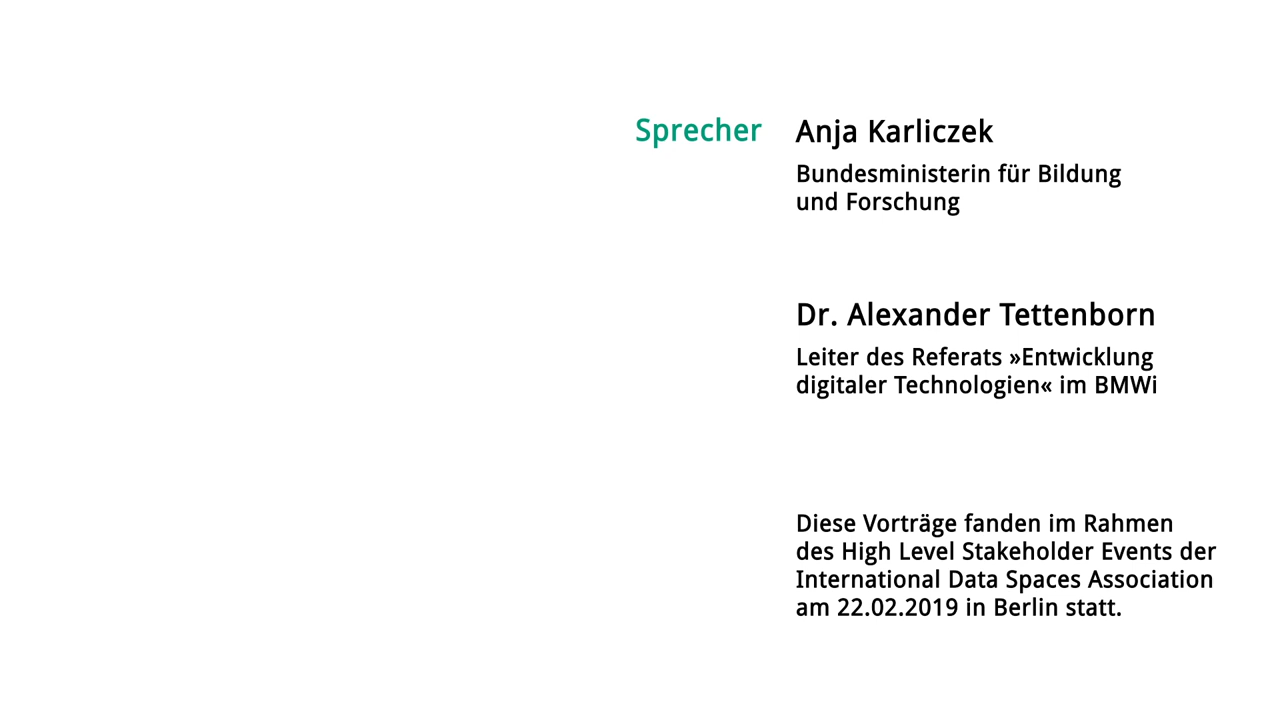 Sprecher
Anja Karliczek
Bundesministerin für Bildung
und Forschung
Dr. Alexander Tettenborn
Leiter des Referats »Entwicklung
digitaler Technologien« im BMWi
Diese Vorträge fanden im Rahmen
des High Level Stakeholder Events der
International Data Spaces Association
am 22.02.2019 in Berlin statt.